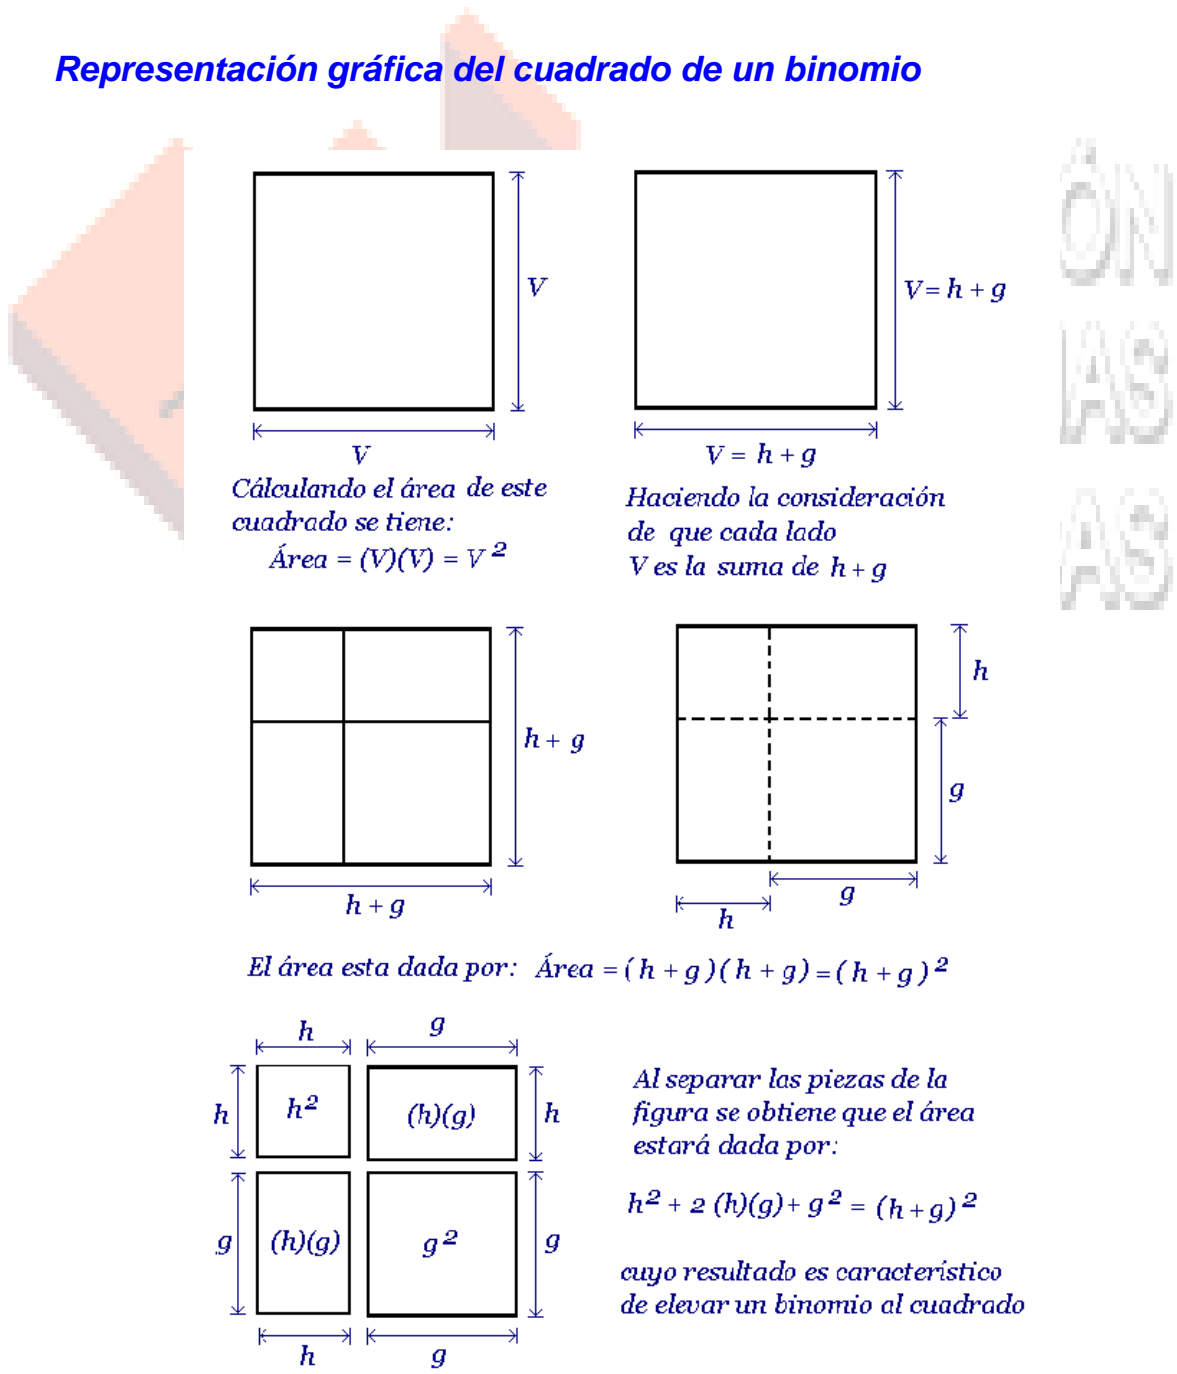 Representación gráfica del cuadrado de un binomio
V
V
Cálculando el área de este
cuadrado se tiene:
Área = (V)(V) = V²
V = h + g
V = h + g
Haciendo la consideración
de que cada lado
V es la suma de h + g
h + g
h + g
h
g
g
h
El área esta dada por: Área = ( h + g )( h + g ) = ( h + g )²
h
g
h
h²
(h)(g)
h
g
(h)(g)
g²
g
h
g
Al separar las piezas de la
figura se obtiene que el área
estará dada por:
h² + 2 (h)(g) + g² = (h + g)²
cuyo resultado es característico
de elevar un binomio al cuadrado
ÓN
IAS
AS